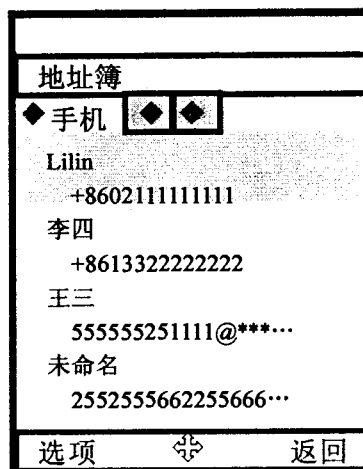 地址簿
手机
Lilin
+8602111111111
李四
+8613322222222
王三
555555251111@***…
未命名
2552555662255666…
选项 返回